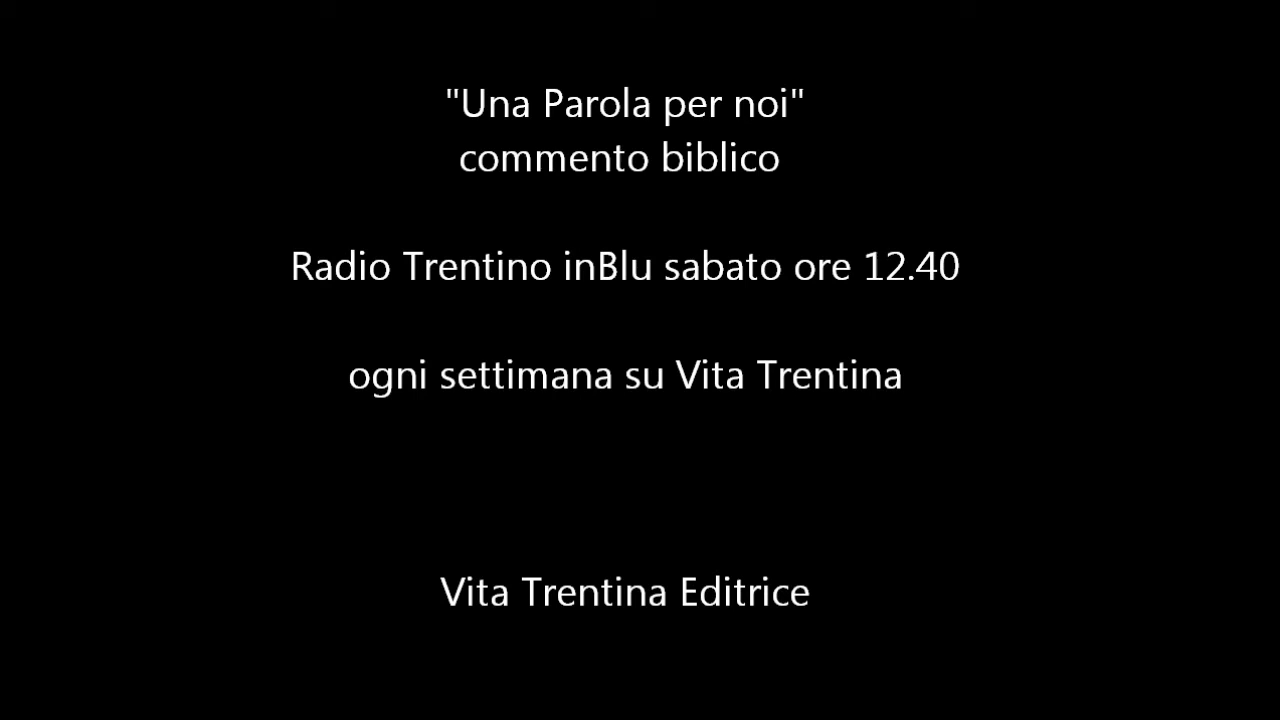 "Una Parola per noi"
commento biblico
Radio Trentino inBlu sabato ore 12.40
ogni settimana su Vita Trentina
Vita Trentina Editrice